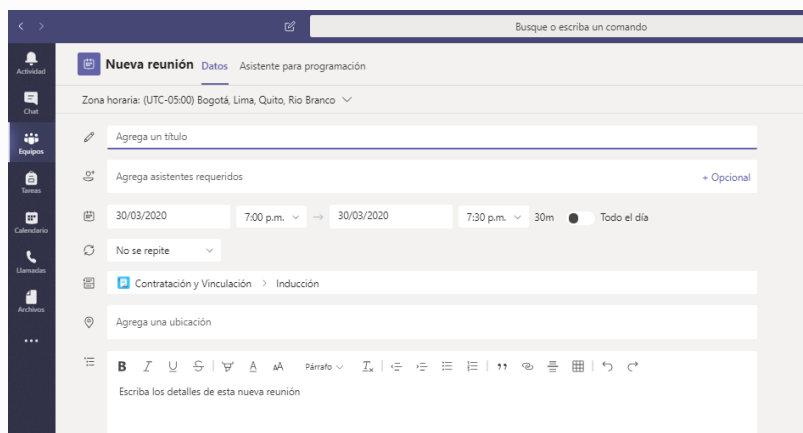 Busque o escriba un comando
Actividad
Chat
Equipos
Tareas
Calendario
Llamadas
Archivos
Nueva reunión Datos Asistente para programación
Zona horaria: (UTC-05:00) Bogotá, Lima, Quito, Rio Branco
Agrega un título
Agrega asistentes requeridos + Opcional
30/03/2020 7:00 p.m. → 30/03/2020 7:30 p.m. 30m Todo el día
No se repite
Contratación y Vinculación > Inducción
Agrega una ubicación
B I U S A AA Párrafo Tx
Escriba los detalles de esta nueva reunión